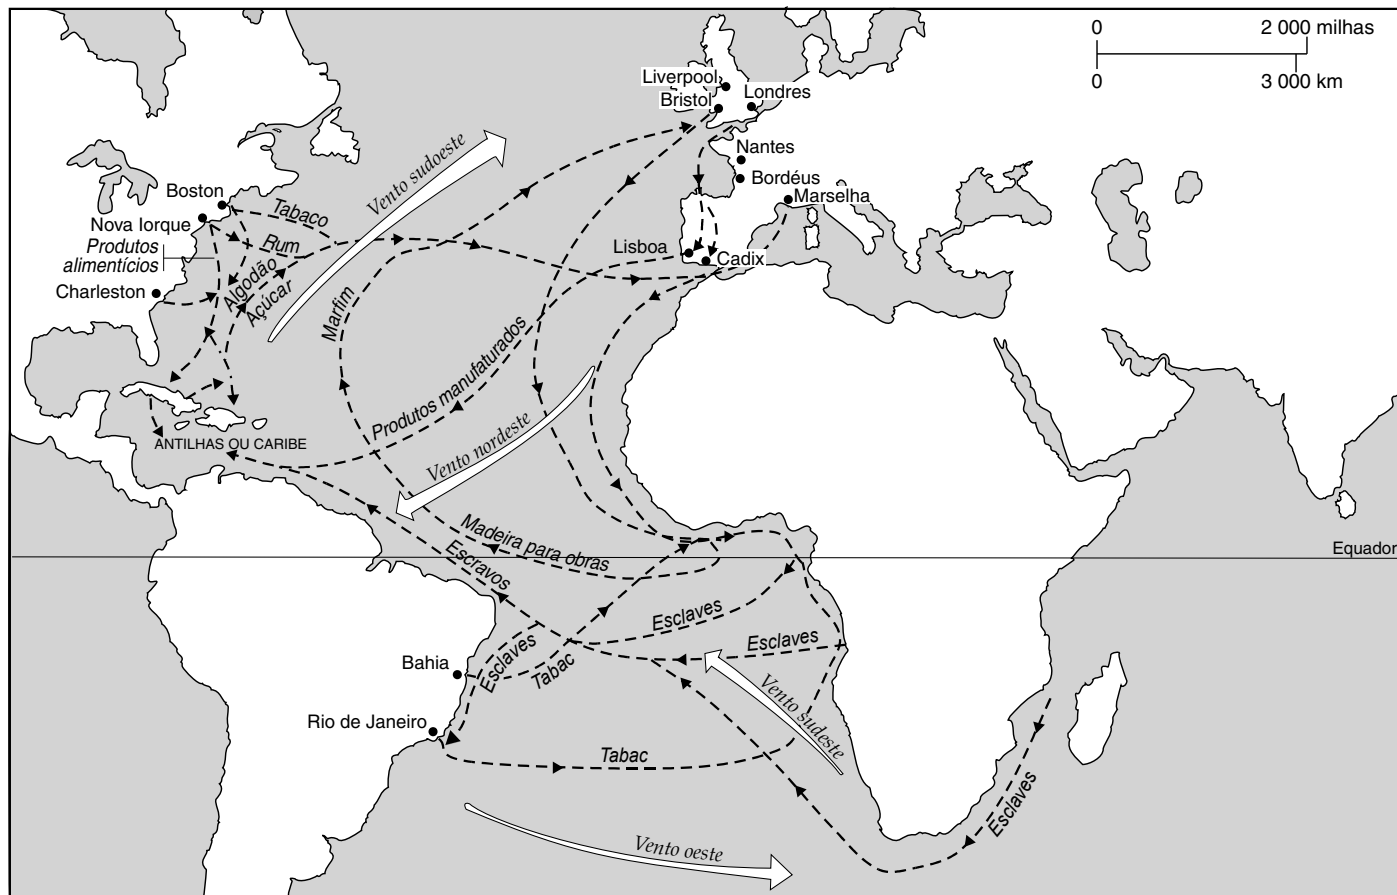 0
2 000 milhas
0
3 000 km
Liverpool
Bristol
Londres
Nantes
Bordéus
Marselha
Lisboa
Cadix
Boston
Nova Iorque
Produtos
alimentícios
Charleston
Tabaco
Rum
Algodão
Açúcar
Vento sudoeste
Marfim
Produtos manufaturados
Vento nordeste
ANTILHAS OU CARIBE
Madeira para obras
Escravos
Equador
Esclaves
Esclaves
Esclaves
Tabac
Bahia
Rio de Janeiro
Vento sudeste
Tabac
Esclaves
Vento oeste